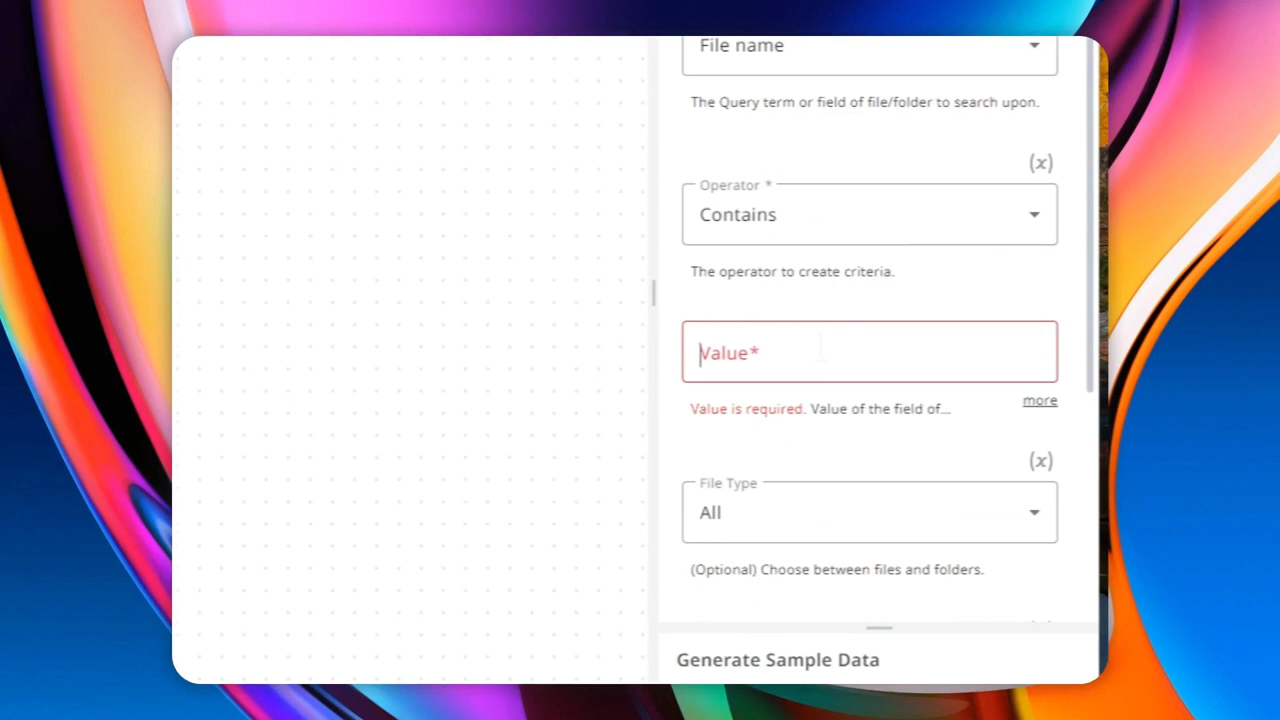 File name
The Query term or field of file/folder to search upon.
(x)
Operator *
Contains
The operator to create criteria.
Value*
Value is required. Value of the field of...
more
(x)
File Type
All
(Optional) Choose between files and folders.
Generate Sample Data